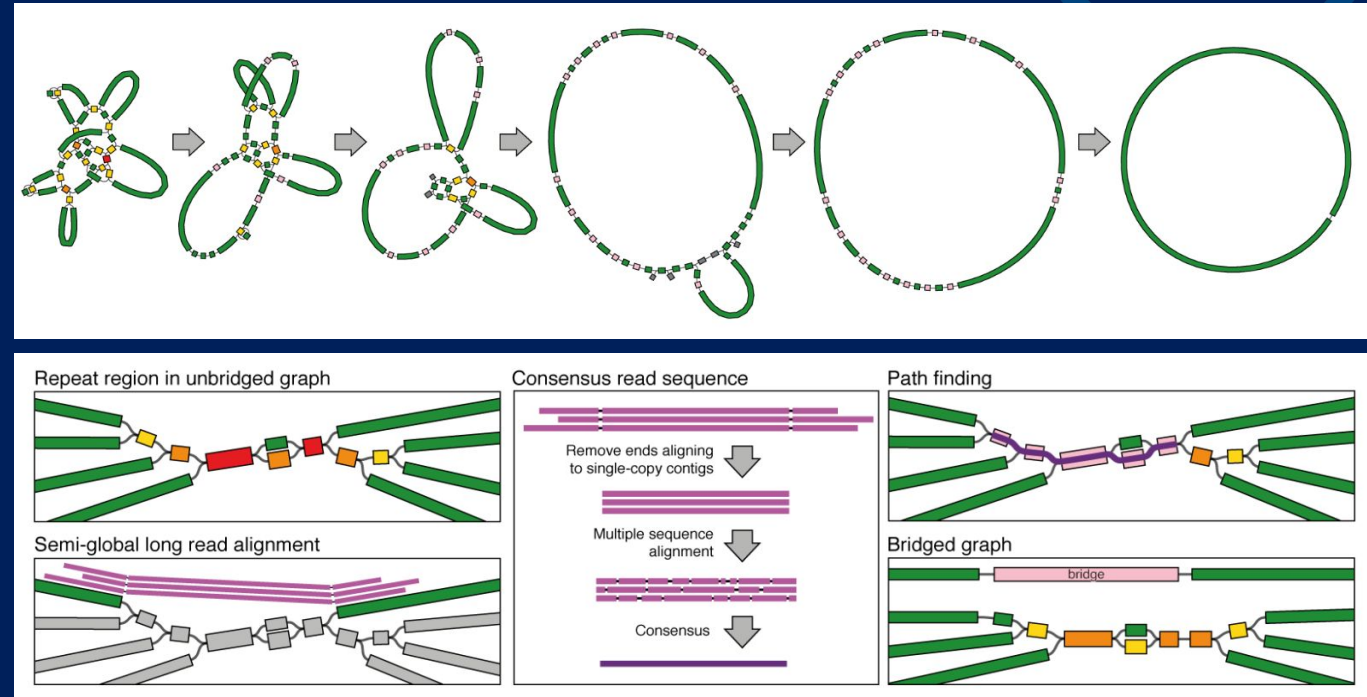 Repeat region in unbridged graph
Semi-global long read alignment
Consensus read sequence
Remove ends aligning
to single-copy contigs
Multiple sequence
alignment
Consensus
Path finding
Bridged graph
bridge